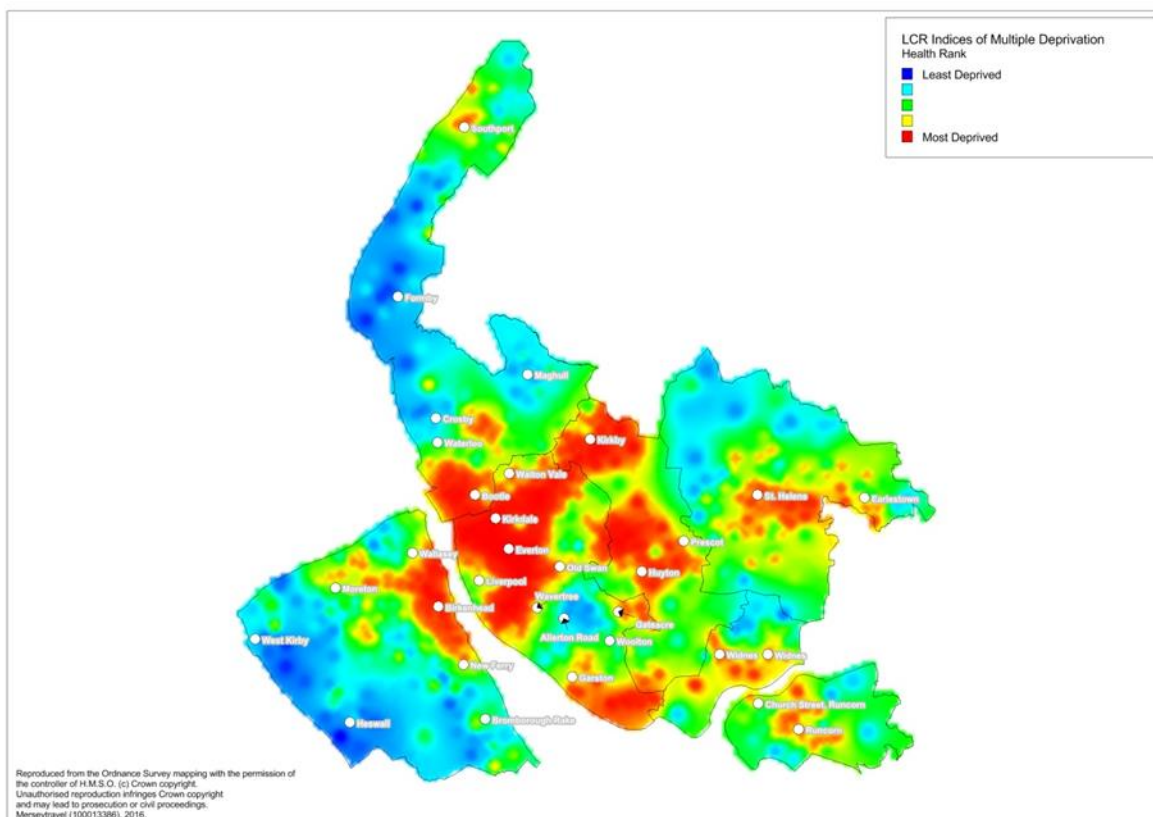 LCR Indices of Multiple Deprivation
Health Rank
Least Deprived
Most Deprived
Southport
Formby
Maghull
Crosby
Waterloo
Kirkby
Walton Vale
Bootle
St. Helens
Earlestown
Kirkdale
Everton
Prescot
Wallasey
Old Swan
Huyton
Liverpool
Moreton
Wavertree
Birkenhead
Gateacre
Allerton Road
Woolton
West Kirby
Widnes
Widnes
New Ferry
Garston
Church Street, Runcorn
Heswall
Bromborough Rake
Runcorn
Reproduced from the Ordnance Survey mapping with the permission of
the controller of H.M.S.O. (c) Crown copyright.
Unauthorised reproduction infringes Crown copyright
and may lead to prosecution or civil proceedings.
Merseytravel (100013386), 2016.